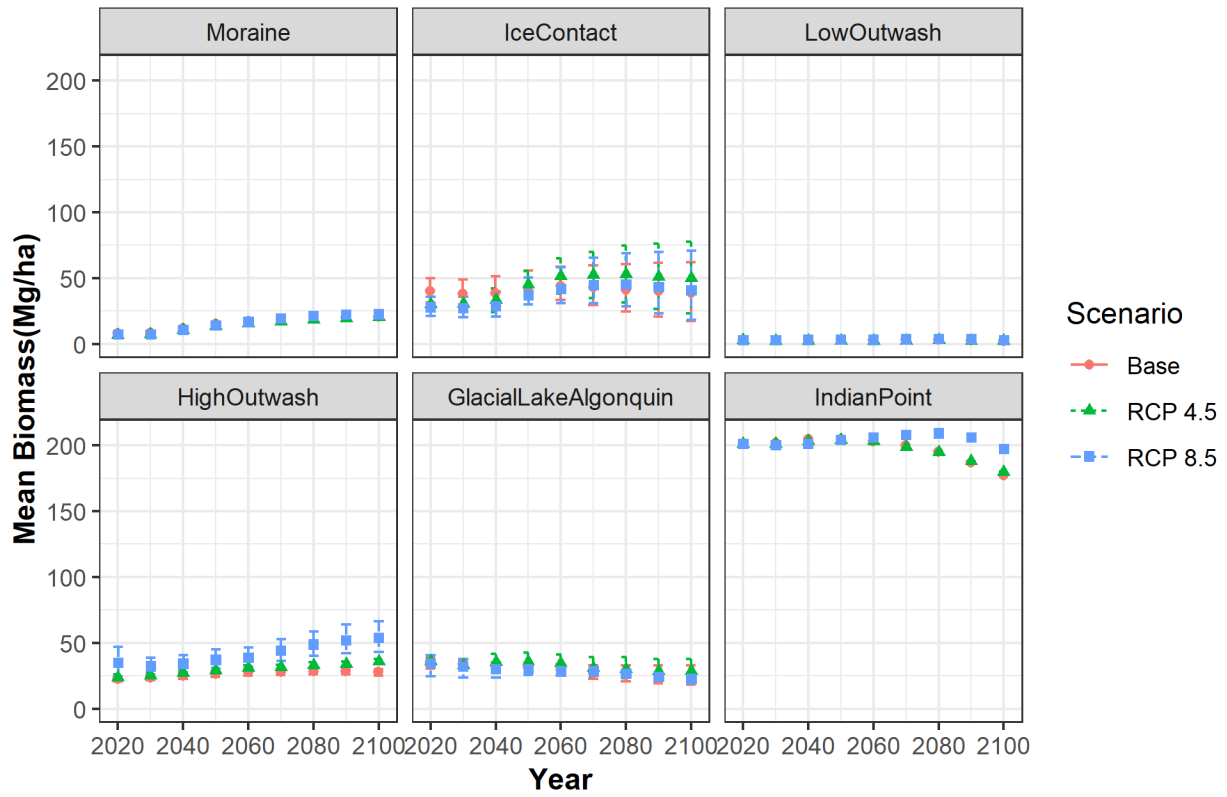 Moraine
IceContact
LowOutwash
200
150
100
50
0
HighOutwash
GlacialLakeAlgonquin
IndianPoint
200
150
100
50
0
2020 2040 2060 2080 2100
2020 2040 2060 2080 2100
2020 2040 2060 2080 2100
Year
Mean Biomass(Mg/ha)
Scenario
Base
RCP 4.5
RCP 8.5